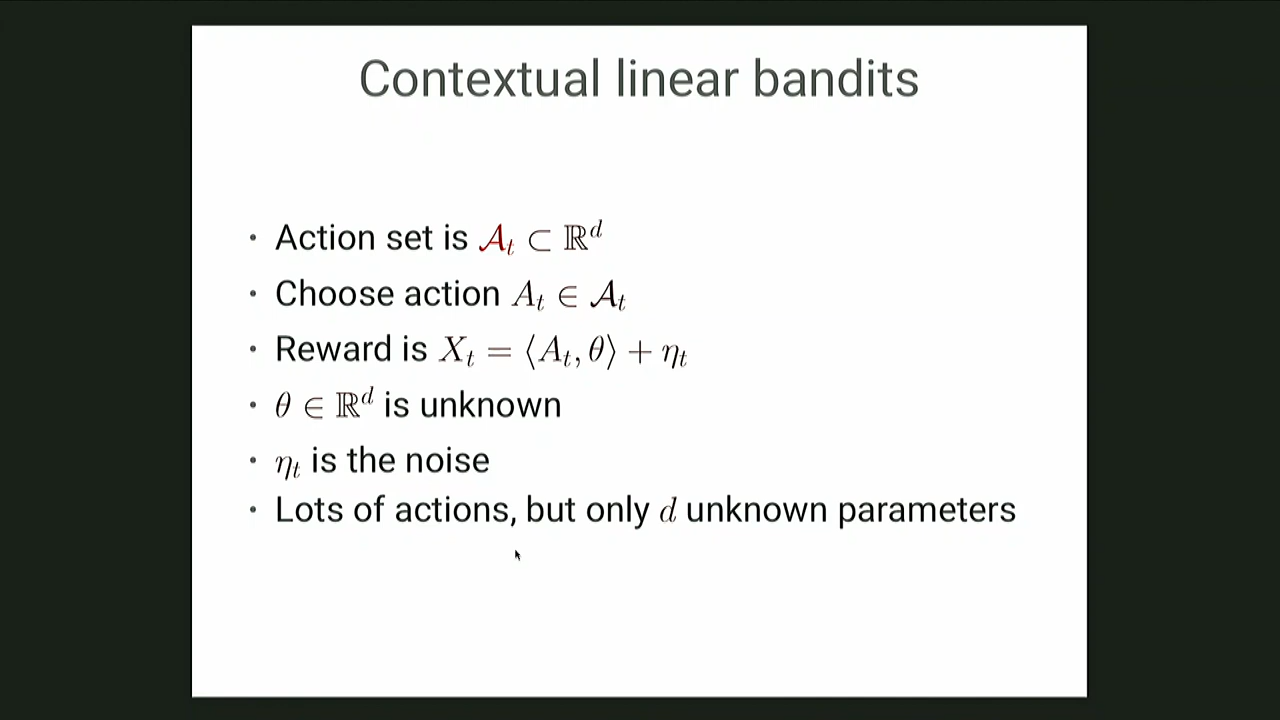 Contextual linear bandits
· Action set is 𝒜ₜ ⊂ ℝᵈ
· Choose action Aₜ ∈ 𝒜ₜ
· Reward is Xₜ = ⟨Aₜ, θ⟩ + ηₜ
· θ ∈ ℝᵈ is unknown
· ηₜ is the noise
· Lots of actions, but only d unknown parameters